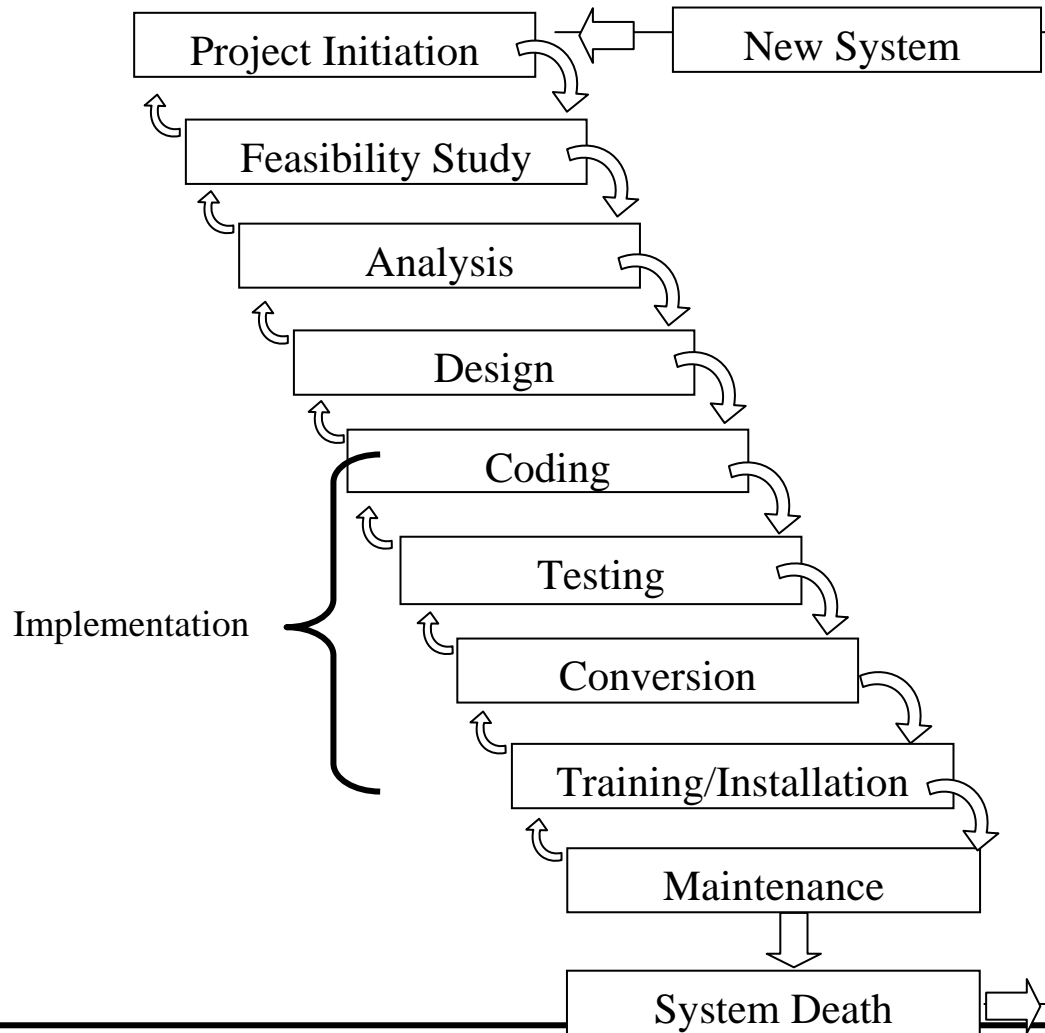 Project Initiation
New System
Feasibility Study
Analysis
Design
Coding
Testing
Implementation
Conversion
Training/Installation
Maintenance
System Death